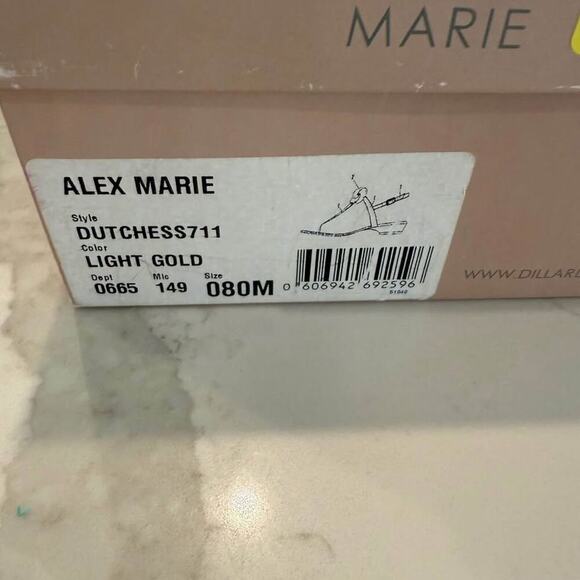 MARIE
ALEX MARIE
Style
DUTCHESS711
Color
LIGHT GOLD
Dept Mic Size
0665 149 080M
0 606942 692596
51040
WWW.DILLAR